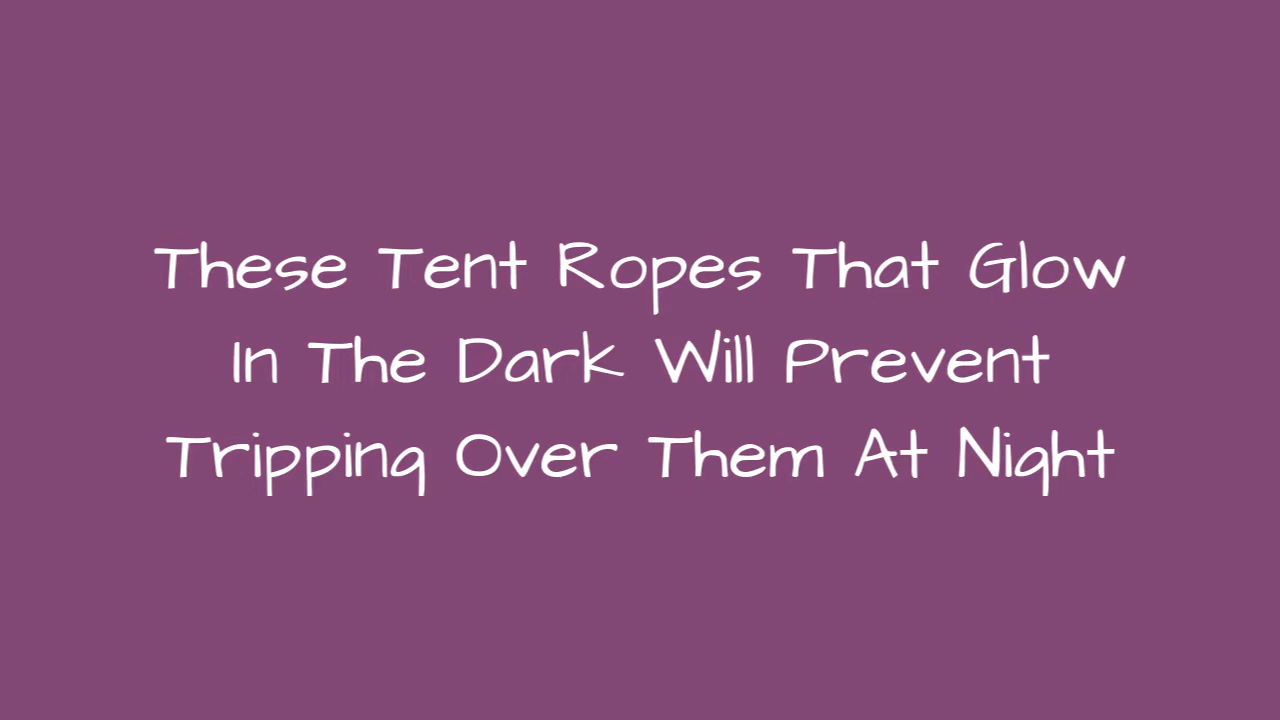 These Tent Ropes That Glow
In The Dark Will Prevent
Tripping Over Them At Night